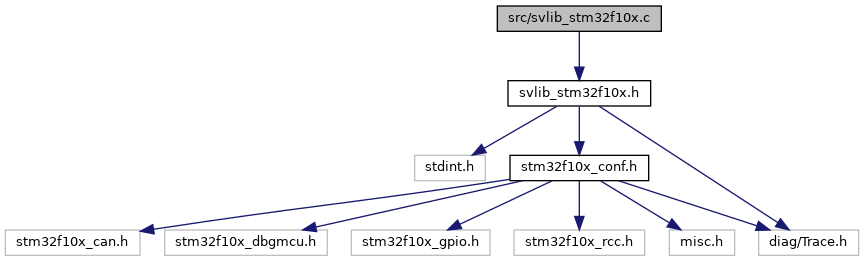 src/svlib_stm32f10x.c
svlib_stm32f10x.h
stdint.h
stm32f10x_conf.h
stm32f10x_can.h
stm32f10x_dbgmcu.h
stm32f10x_gpio.h
stm32f10x_rcc.h
misc.h
diag/Trace.h